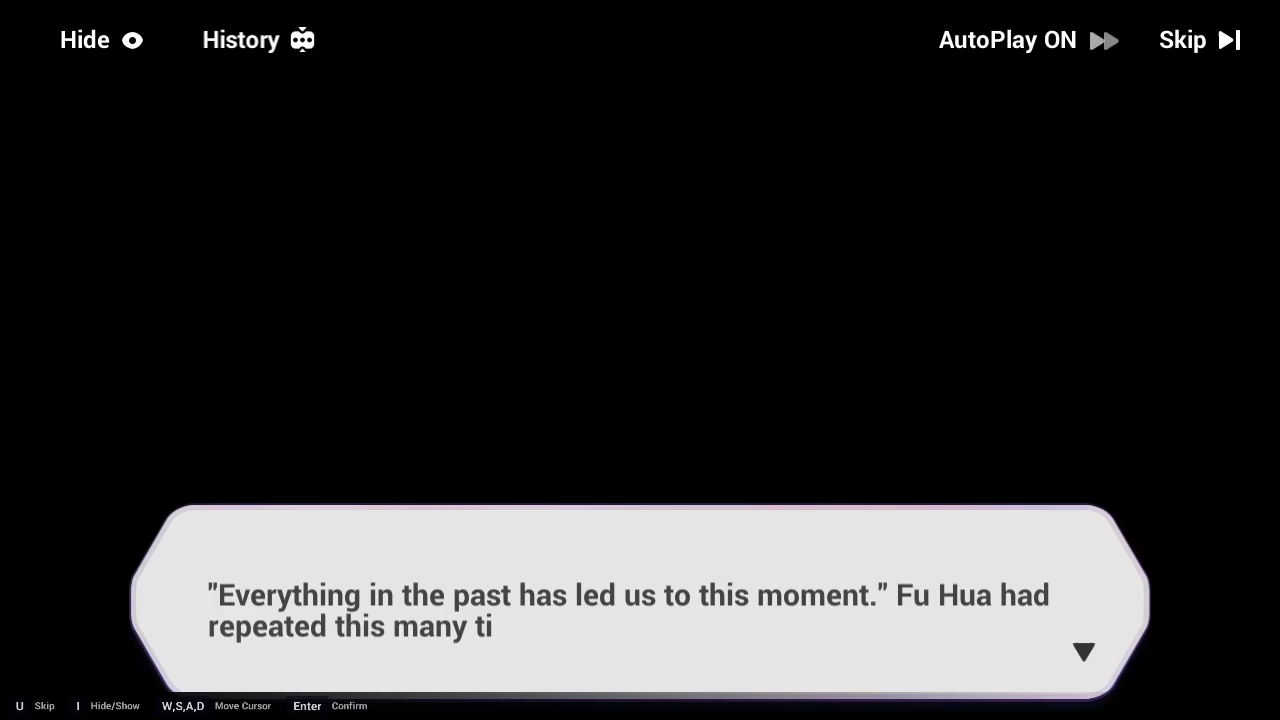 Hide History AutoPlay ON Skip
"Everything in the past has led us to this moment." Fu Hua had
repeated this many ti
U Skip I Hide/Show W,S,A,D Move Cursor Enter Confirm